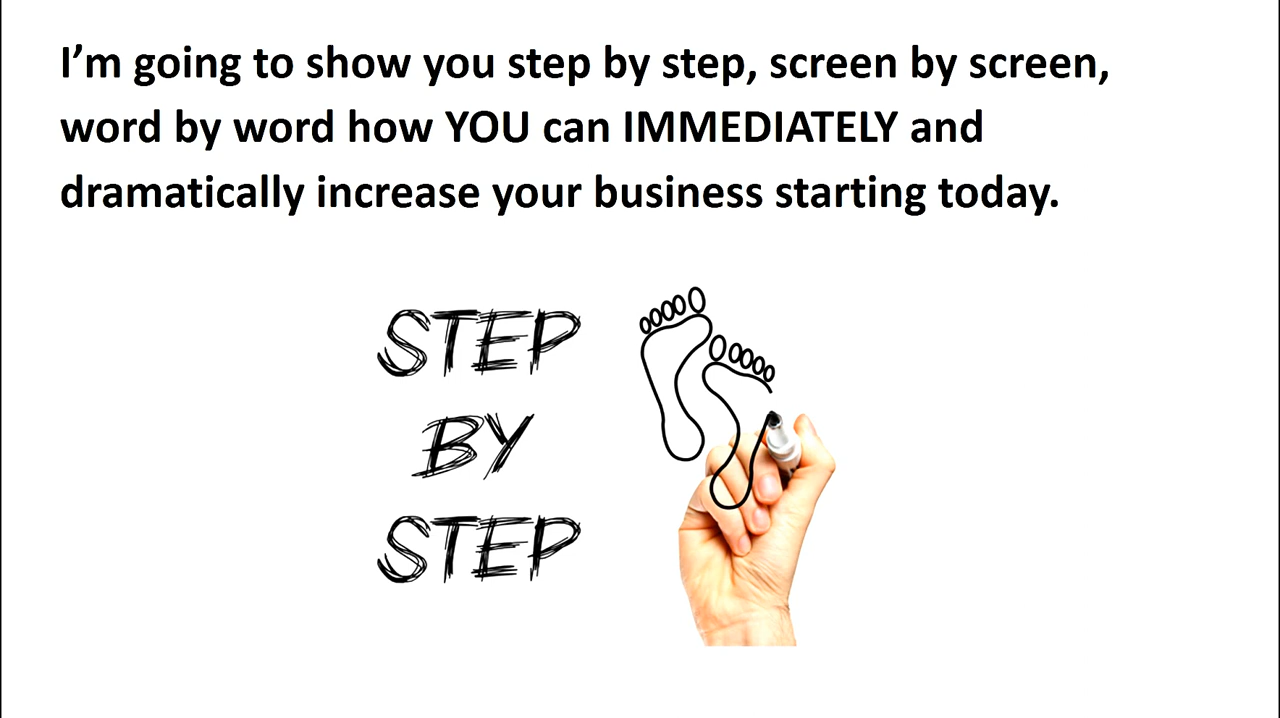 I’m going to show you step by step, screen by screen,
word by word how YOU can IMMEDIATELY and
dramatically increase your business starting today.
STEP
BY
STEP